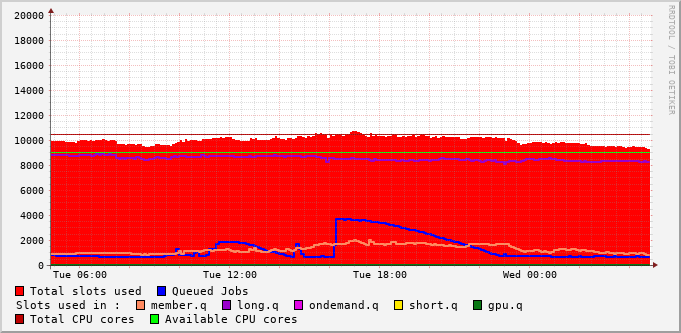 RRDTOOL / TOBI OETIKER
20000
18000
16000
14000
12000
10000
8000
6000
4000
2000
0
Tue 06:00 Tue 12:00 Tue 18:00 Wed 00:00
Total slots used Queued Jobs
Slots used in : member.q long.q ondemand.q short.q gpu.q
Total CPU cores Available CPU cores